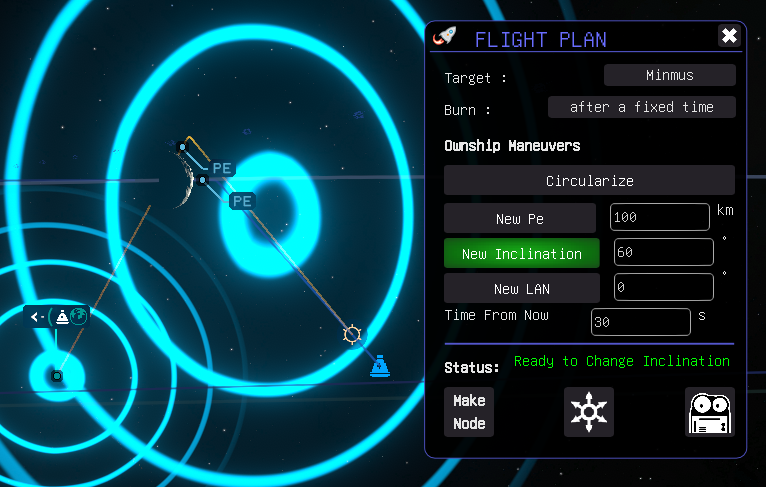 FLIGHT PLAN
Target :
Minmus
Burn :
after a fixed time
Ownship Maneuvers
Circularize
New Pe
100
km
New Inclination
60
°
New LAN
0
°
Time From Now
30
s
Status:
Ready to Change Inclination
Make
Node
PE
PE